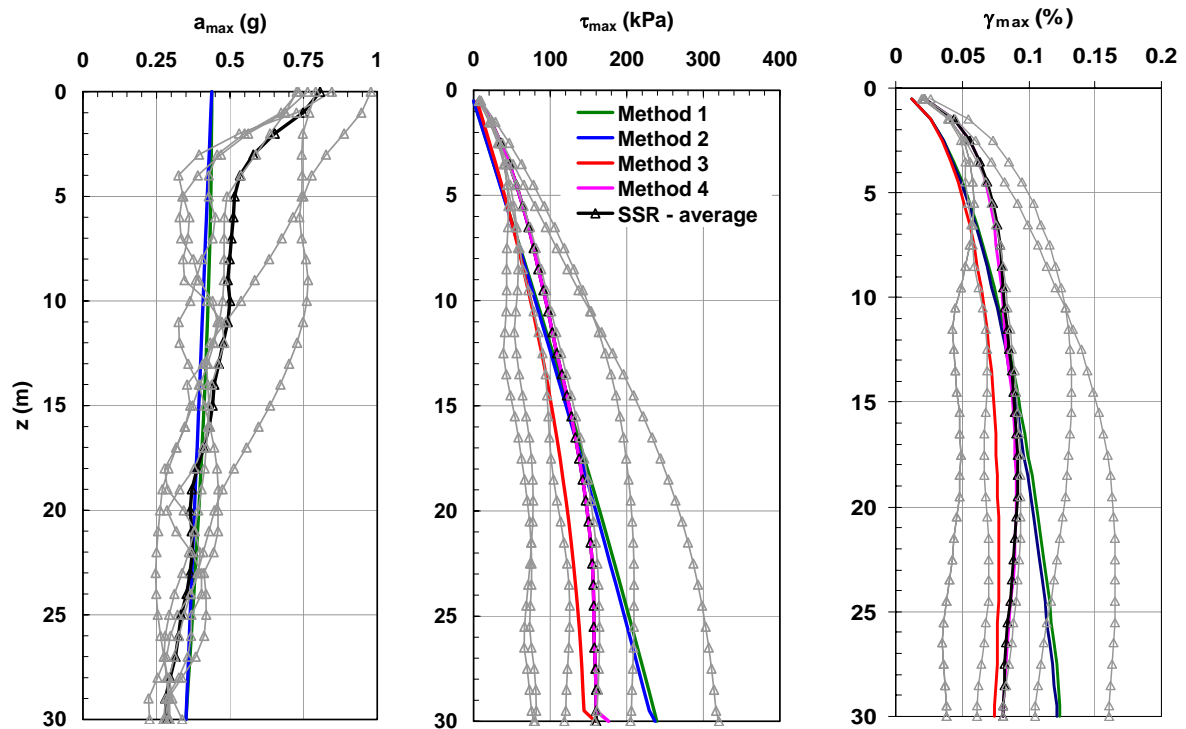 a max (g)
0 0.25 0.5 0.75 1
0
5
10
15
20
25
30
z (m)
τmax (kPa)
0 100 200 300 400
0
5
10
15
20
25
30
Method 1
Method 2
Method 3
Method 4
SSR - average
γmax (%)
0 0.05 0.1 0.15 0.2
0
5
10
15
20
25
30